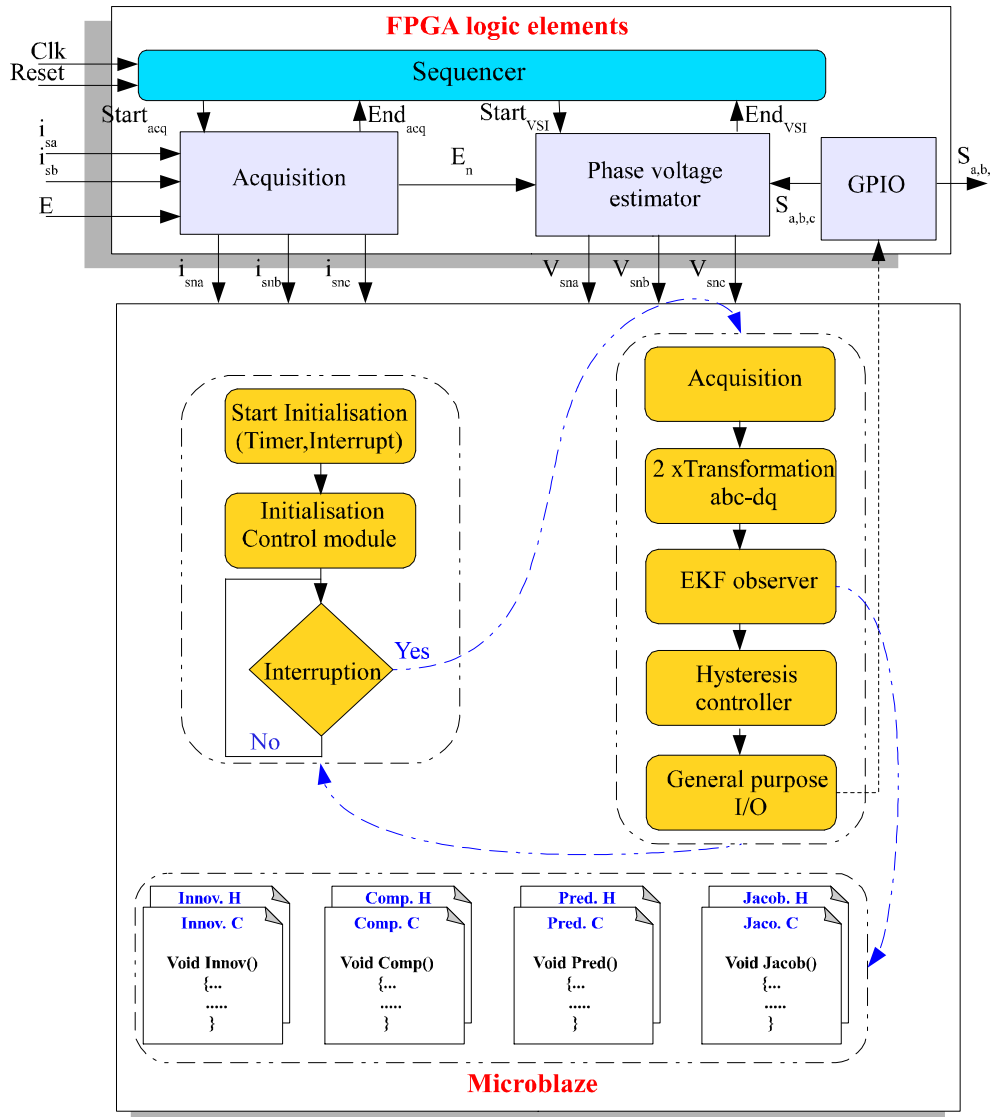 FPGA logic elements
Clk
Reset
Sequencer
Start acq
End acq
Start VSI
End VSI
i sa
i sb
E
Acquisition
E n
Phase voltage
estimator
S a,b,c
GPIO
S a,b,
i sna
i snb
i snc
V sna
V snb
V snc
Start Initialisation
(Timer,Interrupt)
Initialisation
Control module
Interruption
Yes
No
Acquisition
2 xTransformation
abc-dq
EKF observer
Hysteresis
controller
General purpose
I/O
Innov. H
Innov. C
Void Innov()
{...
.....
}
Comp. H
Comp. C
Void Comp()
{...
.....
}
Pred. H
Pred. C
Void Pred()
{...
.....
}
Jacob. H
Jaco. C
Void Jacob()
{...
.....
}
Microblaze